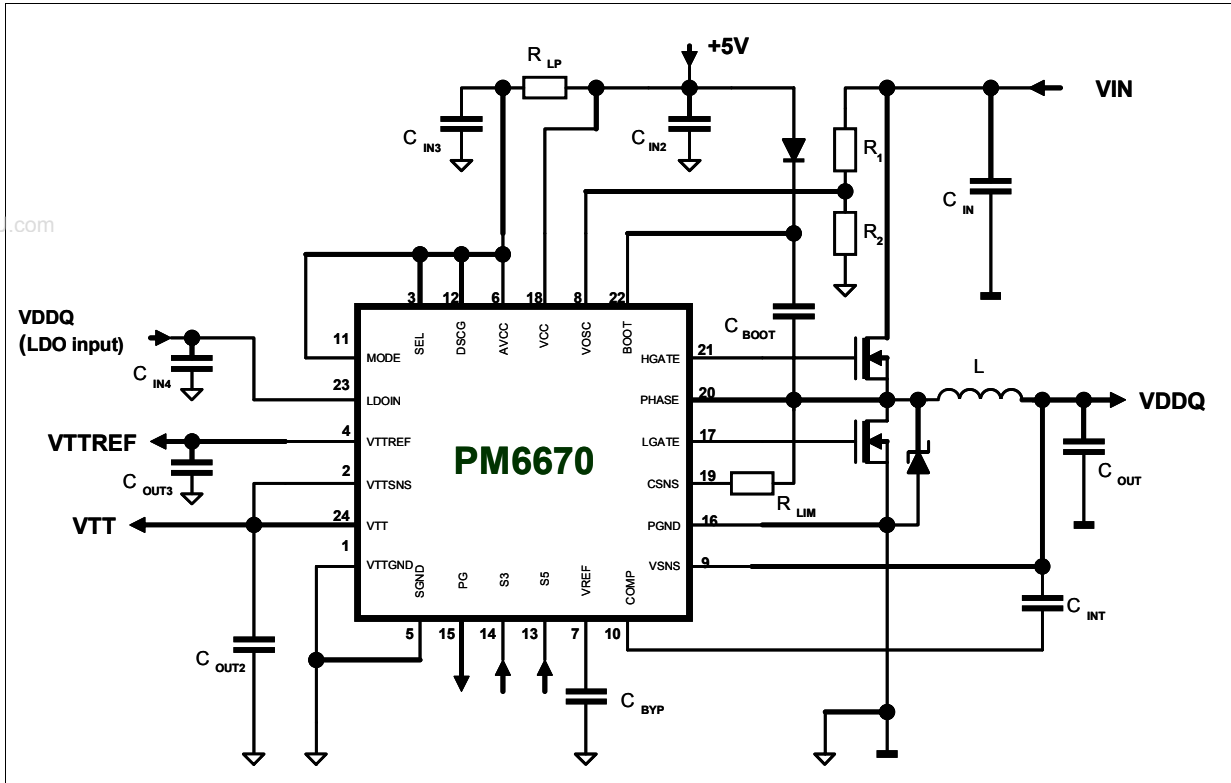 +5V
R LP
VIN
C IN3
C IN2
R1
C IN
R2
u.com
3 12 6 18 8 22
C BOOT
VDDQ
(LDO input)
C IN4
11 MODE
SEL
DSCG
AVCC
VCC
VOSC
BOOT
HGATE 21
L
23 LDOIN
PHASE 20
VDDQ
VTTREF
4 VTTREF
LGATE 17
PM6670
C OUT3
2 VTTSNS
CSNS 19
R LIM
C OUT
VTT
24 VTT
PGND 16
1 VTTGND
VSNS 9
SGND
PG
S3
S5
VREF
COMP
C INT
5 15 14 13 7 10
C OUT2
C BYP